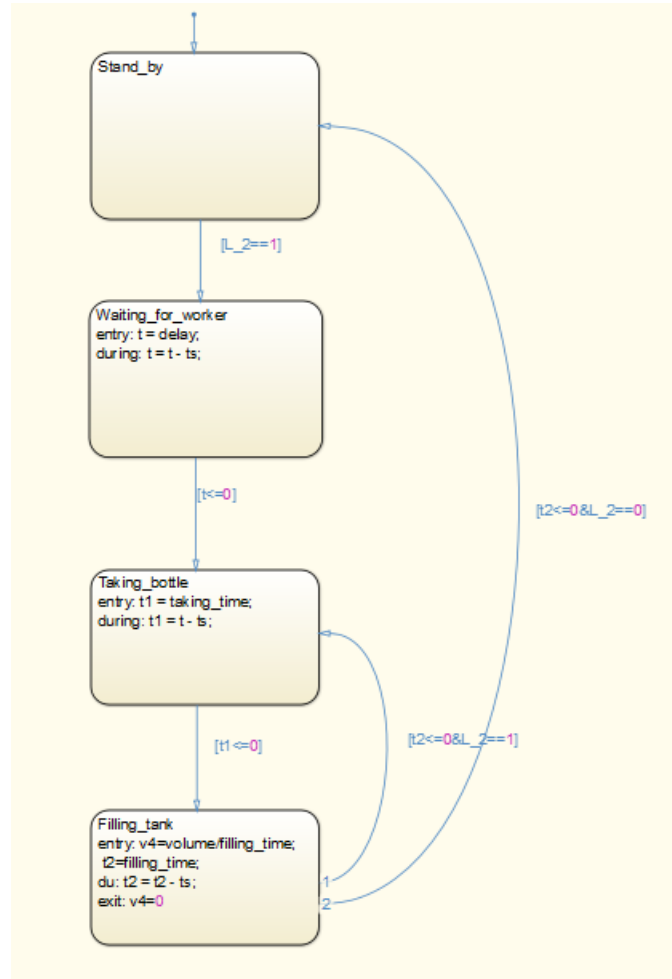 Stand_by
[L_2==1]
Waiting_for_worker
entry: t = delay;
during: t = t - ts;
[t<=0]
[t2<=0&L_2==0]
Taking_bottle
entry: t1 = taking_time;
during: t1 = t - ts;
[t1<=0]
[t2<=0&L_2==1]
Filling_tank
entry: v4=volume/filling_time;
t2=filling_time;
du: t2 = t2 - ts;
exit: v4=0
1
2